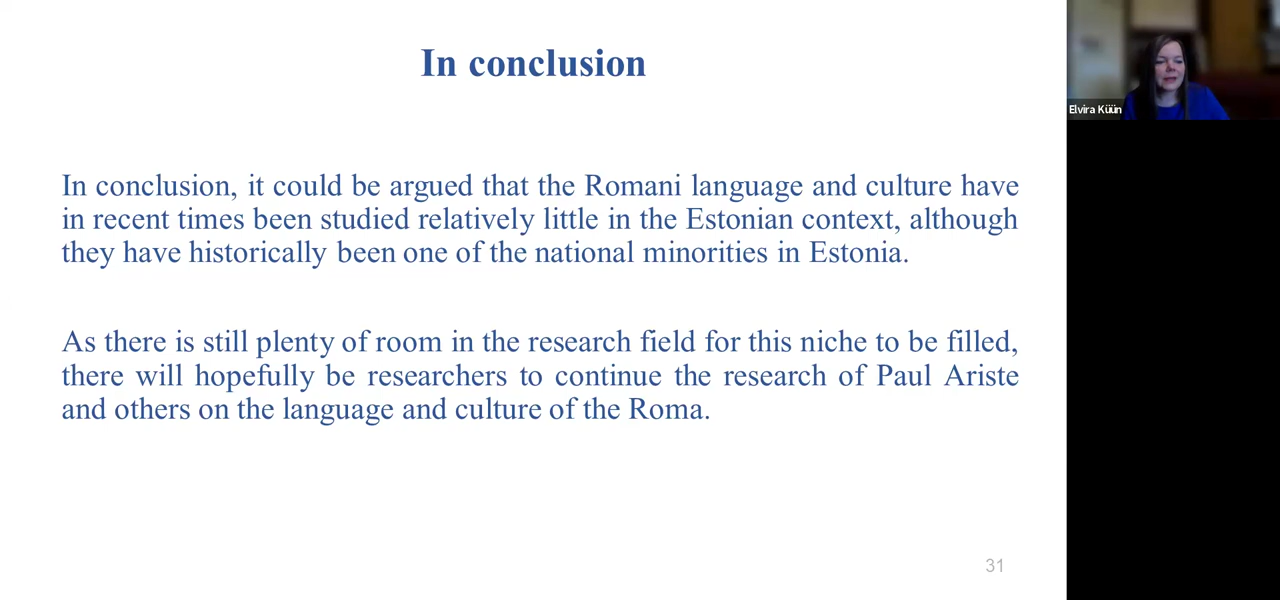 In conclusion
In conclusion, it could be argued that the Romani language and culture have
in recent times been studied relatively little in the Estonian context, although
they have historically been one of the national minorities in Estonia.
As there is still plenty of room in the research field for this niche to be filled,
there will hopefully be researchers to continue the research of Paul Ariste
and others on the language and culture of the Roma.
31
Elvira Küün